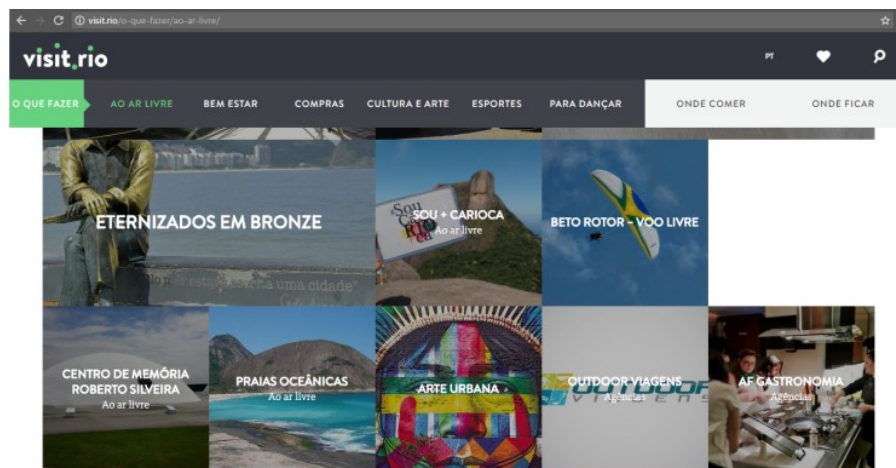 visit.rio/o-que-fazer/ao-ar-livre/
visit.rio
PT
O QUE FAZER
AO AR LIVRE
BEM ESTAR
COMPRAS
CULTURA E ARTE
ESPORTES
PARA DANÇAR
ONDE COMER
ONDE FICAR
ETERNIZADOS EM BRONZE
uma cidade"
SOU + CARIOCA
Ao ar livre
BETO ROTOR – VOO LIVRE
CENTRO DE MEMÓRIA
ROBERTO SILVEIRA
Ao ar livre
PRAIAS OCEÂNICAS
Ao ar livre
ARTE URBANA
OUTDOOR VIAGENS
Agências
AF GASTRONOMIA
Agências